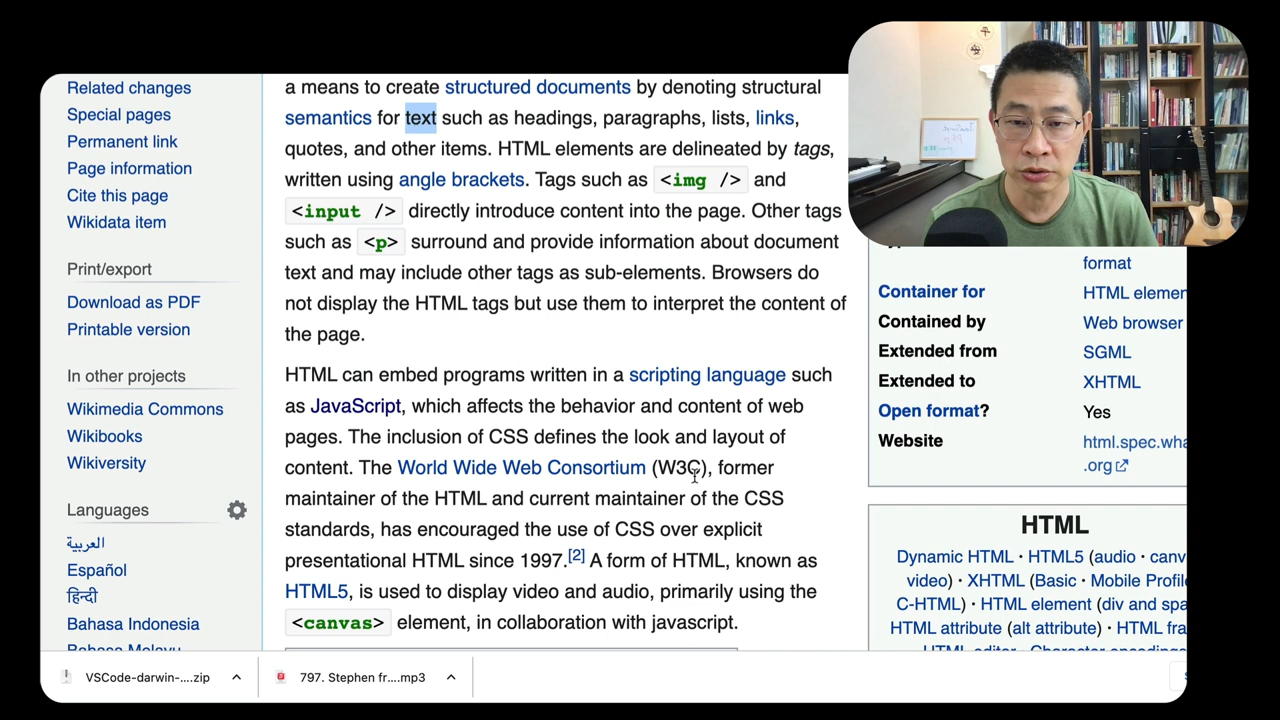 Related changes
Special pages
Permanent link
Page information
Cite this page
Wikidata item
Print/export
Download as PDF
Printable version
In other projects
Wikimedia Commons
Wikibooks
Wikiversity
Languages
العربية
Español
हिन्दी
Bahasa Indonesia
Bahasa Melayu
a means to create structured documents by denoting structural
semantics for text such as headings, paragraphs, lists, links,
quotes, and other items. HTML elements are delineated by tags,
written using angle brackets. Tags such as <img /> and
<input /> directly introduce content into the page. Other tags
such as <p> surround and provide information about document
text and may include other tags as sub-elements. Browsers do
not display the HTML tags but use them to interpret the content of
the page.
HTML can embed programs written in a scripting language such
as JavaScript, which affects the behavior and content of web
pages. The inclusion of CSS defines the look and layout of
content. The World Wide Web Consortium (W3C), former
maintainer of the HTML and current maintainer of the CSS
standards, has encouraged the use of CSS over explicit
presentational HTML since 1997.[2] A form of HTML, known as
HTML5, is used to display video and audio, primarily using the
<canvas> element, in collaboration with javascript.
format
Container for HTML elemen
Contained by Web browser
Extended from SGML
Extended to XHTML
Open format? Yes
Website html.spec.wha
.org
HTML
Dynamic HTML · HTML5 (audio · canv
video) · XHTML (Basic · Mobile Profile
C-HTML) · HTML element (div and spa
HTML attribute (alt attribute) · HTML fra
HTML editor · Character encodings
VSCode-darwin-....zip
797. Stephen fr....mp3